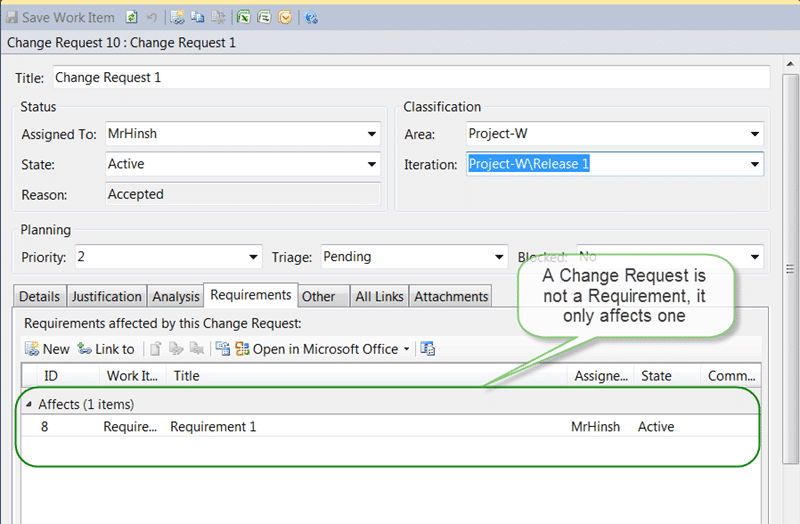 Save Work Item
Change Request 10 : Change Request 1
Title: Change Request 1
Status
Classification
Assigned To: MrHinsh
Area: Project-W
State: Active
Iteration: Project-W\Release 1
Reason: Accepted
Planning
Priority: 2 Triage: Pending Blocked: No
A Change Request is
not a Requirement, it
only affects one
Details Justification Analysis Requirements Other All Links Attachments
Requirements affected by this Change Request:
New Link to Open in Microsoft Office
ID Work It... Title Assigne... State Comm...
Affects (1 items)
8 Require... Requirement 1 MrHinsh Active